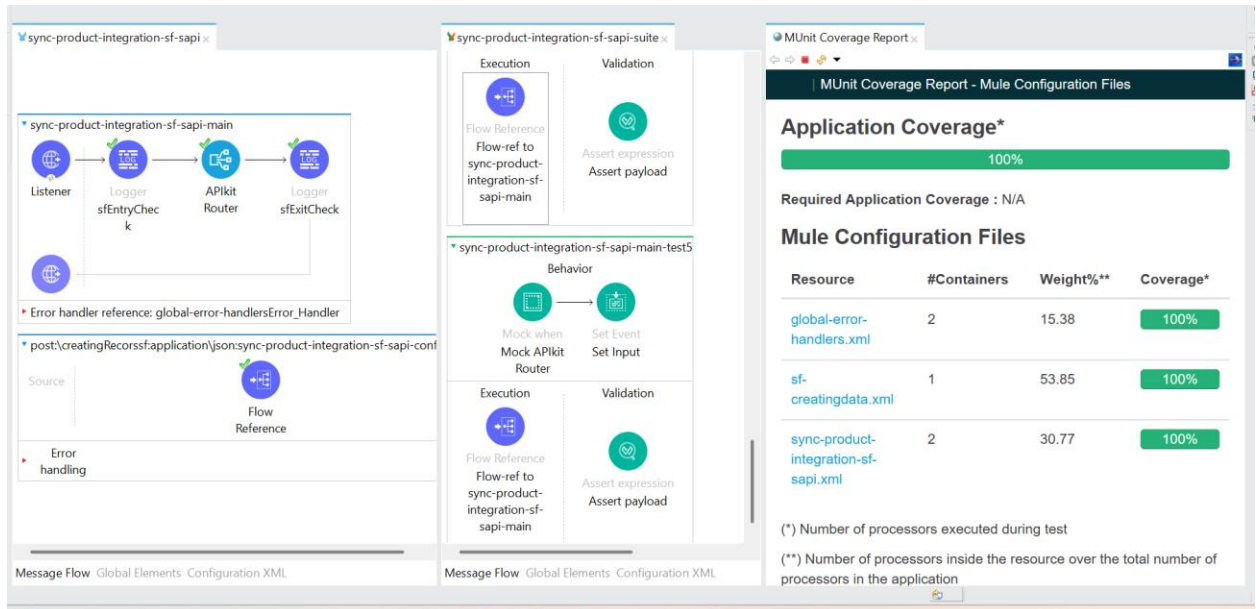 sync-product-integration-sf-sapi
sync-product-integration-sf-sapi-main
Listener
Logger
sfEntryChec
k
APIkit
Router
Logger
sfExitCheck
Error handler reference: global-error-handlersError_Handler
post:\creatingRecorssf:application\json:sync-product-integration-sf-sapi-conf
Source
Flow
Reference
Error
handling
Message Flow Global Elements Configuration XML
sync-product-integration-sf-sapi-suite
Execution
Validation
Flow Reference
Flow-ref to
sync-product-
integration-sf-
sapi-main
Assert expression
Assert payload
sync-product-integration-sf-sapi-main-test5
Behavior
Mock when
Mock APIkit
Router
Set Event
Set Input
Execution
Validation
Flow Reference
Flow-ref to
sync-product-
integration-sf-
sapi-main
Assert expression
Assert payload
Message Flow Global Elements Configuration XML
MUnit Coverage Report
MUnit Coverage Report - Mule Configuration Files
Application Coverage*
100%
Required Application Coverage : N/A
Mule Configuration Files
Resource #Containers Weight%** Coverage*
global-error-
handlers.xml 2 15.38 100%
sf-
creatingdata.xml 1 53.85 100%
sync-product-
integration-sf-
sapi.xml 2 30.77 100%
(*) Number of processors executed during test
(**) Number of processors inside the resource over the total number of
processors in the application